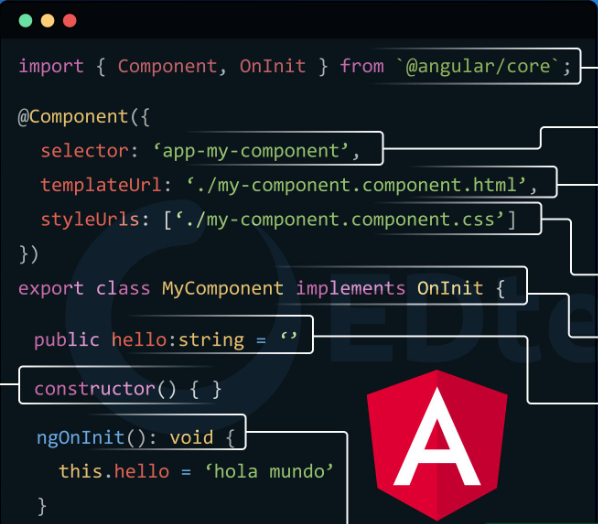 import { Component, OnInit } from `@angular/core`;
@Component({
selector: ‘app-my-component’,
templateUrl: ‘./my-component.component.html’,
styleUrls: [‘./my-component.component.css’]
})
export class MyComponent implements OnInit {
public hello:string = ‘’
EDte
constructor() { }
ngOnInit(): void {
this.hello = ‘hola mundo’
}
A